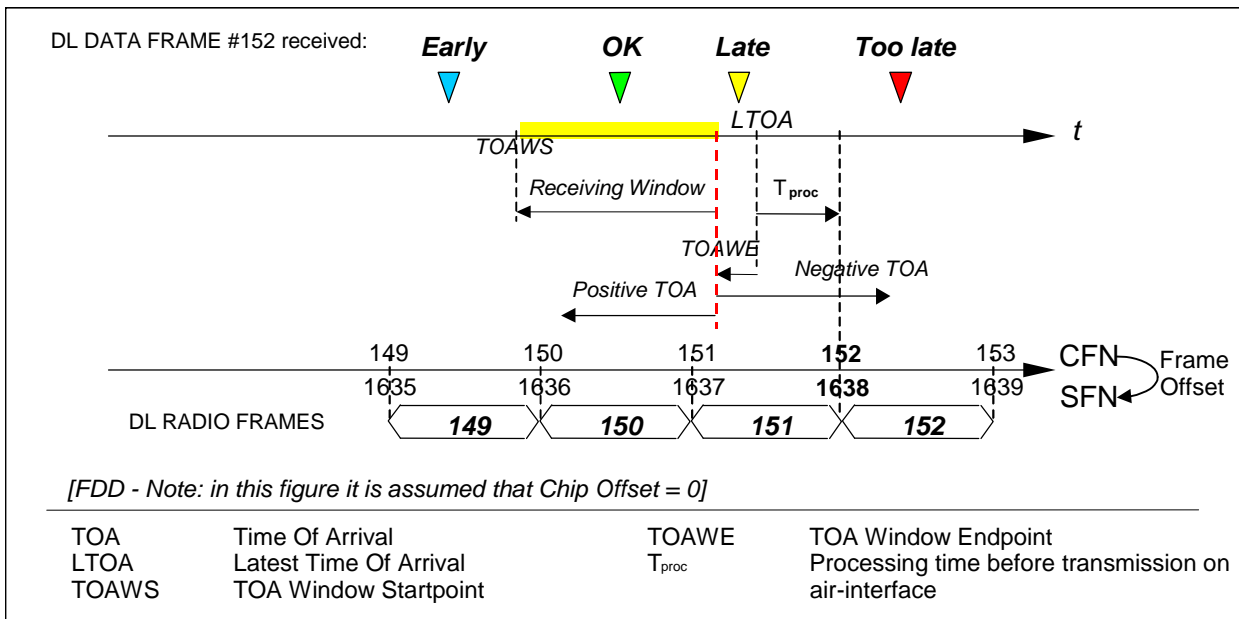 DL DATA FRAME #152 received:
Early OK Late Too late
LTOA
t
TOAWS
Receiving Window
Tproc
TOAWE
Negative TOA
Positive TOA
149 150 151 152 153
CFN
Frame Offset
1635 1636 1637 1638 1639
SFN
DL RADIO FRAMES
149 150 151 152
[FDD - Note: in this figure it is assumed that Chip Offset = 0]
TOA Time Of Arrival
LTOA Latest Time Of Arrival
TOAWS TOA Window Startpoint
TOAWE TOA Window Endpoint
Tproc Processing time before transmission on
air-interface